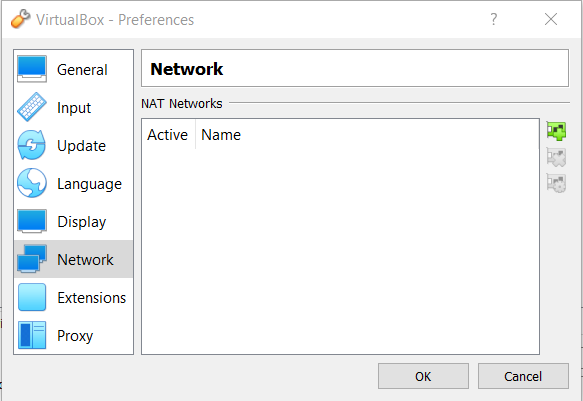 VirtualBox - Preferences
General
Input
Update
Language
Display
Network
Extensions
Proxy
Network
NAT Networks
Active Name
OK Cancel